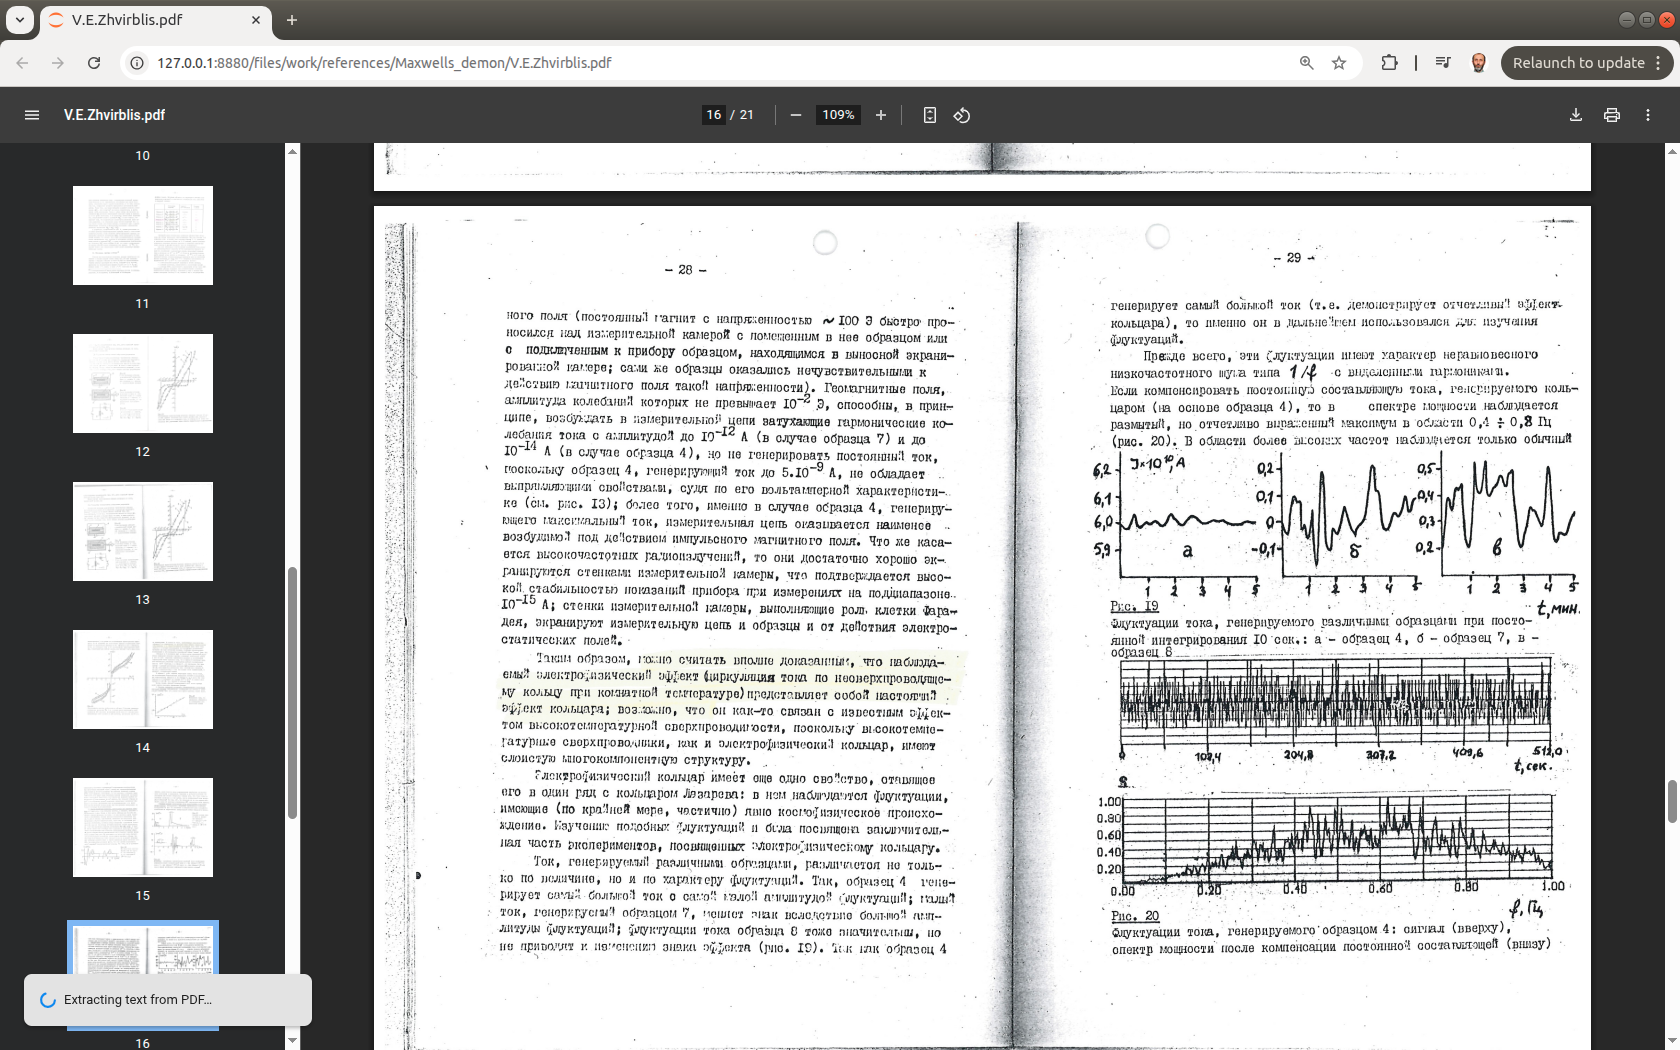 V.E.Zhvirblis.pdf
127.0.0.1:8880/files/work/references/Maxwells_demon/V.E.Zhvirblis.pdf
Relaunch to update
V.E.Zhvirblis.pdf
16 / 21
109%
10
11
12
13
14
15
16
Extracting text from PDF...
- 28 -
ного поля (постоянный магнит с напряженностью ~ 100 Э быстро про-
носился над измерительной камерой с помещенным в нее образцом или
с подключенным к прибору образцом, находящимся в выносной экрани-
рованной камере; сами же образцы оказались нечувствительными к
действию магнитного поля такой напряженности). Геомагнитные поля,
амплитуда колебаний которых не превышает 10⁻² Э, способны, в прин-
ципе, возбуждать в измерительной цепи затухающие гармонические ко-
лебания тока с амплитудой до 10⁻¹² А (в случае образца 7) и до
10⁻¹⁴ А (в случае образца 4), но не генерировать постоянный ток,
поскольку образец 4, генерирующий ток до 5.10⁻⁹ А, не обладает
выпрямляющими свойствами, судя по его вольтамперной характеристи-
ке (см. рис. 13); более того, именно в случае образца 4, генериру-
ющего максимальный ток, измерительная цепь оказывается наименее
возбудимой под действием импульсного магнитного поля. Что же каса-
ется высокочастотных радиоизлучений, то они достаточно хорошо эк-
ранируются стенками измерительной камеры, что подтверждается высо-
кой стабильностью показаний прибора при измерениях на поддиапазоне
10⁻¹⁵ А; стенки измерительной камеры, выполняющие роль клетки Фара-
дея, экранируют измерительную цепь и образцы и от действия электро-
статических полей.
Таким образом, можно считать вполне доказанным, что наблюда-
емый электрофизический эффект (циркуляция тока по несверхпроводяще-
му кольцу при комнатной температуре) представляет собой настоящий
эффект кольцара; возможно, что он как-то связан с известным эффек-
том высокотемпературной сверхпроводимости, поскольку высокотемпе-
ратурные сверхпроводники, как и электрофизический кольцар, имеют
слоистую многокомпонентную структуру.
Электрофизический кольцар имеет еще одно свойство, ставящее
его в один ряд с кольцаром Лазарева: в нем наблюдаются флуктуации,
имеющие (по крайней мере, частично) явно космофизическое происхо-
ждение. Изучению подобных флуктуаций и была посвящена заключитель-
ная часть экспериментов, посвященных электрофизическому кольцару.
Ток, генерируемый различными образцами, различается не толь-
ко по величине, но и по характеру флуктуаций. Так, образец 4 гене-
рирует самый большой ток с самой малой амплитудой флуктуаций; малый
ток, генерируемый образцом 7, меняет знак вследствие большой амп-
литуды флуктуаций; флуктуации тока образца 8 тоже значительны, но
не приводят к изменению знака эффекта (рис. 19). Так как образец 4
- 29 -
генерирует самый большой ток (т.е. демонстрирует отчетливый эффект
кольцара), то именно он в дальнейшем использовался для изучения
флуктуаций.
Прежде всего, эти флуктуации имеют характер неравновесного
низкочастотного шума типа 1/f с выделенными гармониками.
Если компенсировать постоянную составляющую тока, генерируемого коль-
царом (на основе образца 4), то в спектре мощности наблюдается
размытый, но отчетливо выраженный максимум в области 0,4 ÷ 0,8 Гц
(рис. 20). В области более высоких частот наблюдается только обычный
6,2 J×10¹⁰, А 0,2 0,5
6,1 0,1 0,4
6,0 0 0,3
5,9 а -0,1 б 0,2 в
1 2 3 4 5 1 2 3 4 5 1 2 3 4 5
t, мин.
Рис. 19
Флуктуации тока, генерируемого различными образцами при посто-
янной интегрирования 10 сек.: а - образец 4, б - образец 7, в -
образец 8
0 102,4 204,8 307,2 409,6 512,0
t, сек.
S
1.00
0.80
0.60
0.40
0.20
0.00 0.20 0.40 0.60 0.80 1.00
f, Гц
Рис. 20
Флуктуации тока, генерируемого образцом 4: сигнал (вверху),
спектр мощности после компенсации постоянной составляющей (внизу)